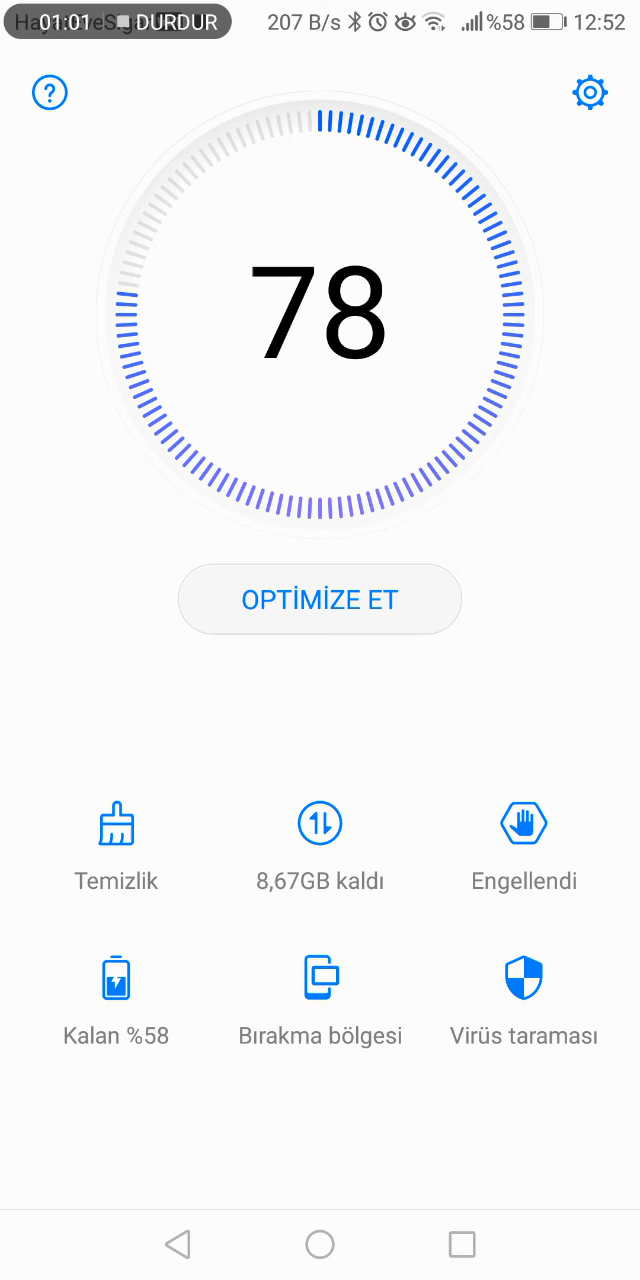 01:01 DURDUR 207 B/s %58 12:52
?
78
OPTİMİZE ET
Temizlik 8,67GB kaldı Engellendi
Kalan %58 Bırakma bölgesi Virüs taraması